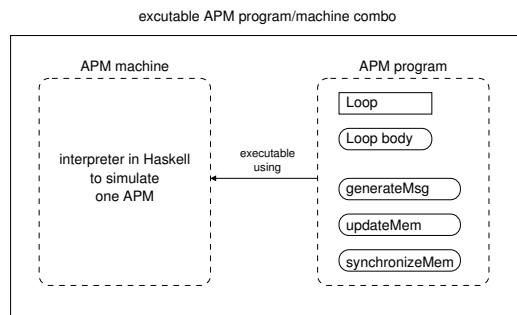 excutable APM program/machine combo
APM machine
interpreter in Haskell
to simulate
one APM
executable
using
APM program
Loop
Loop body
generateMsg
updateMem
synchronizeMem